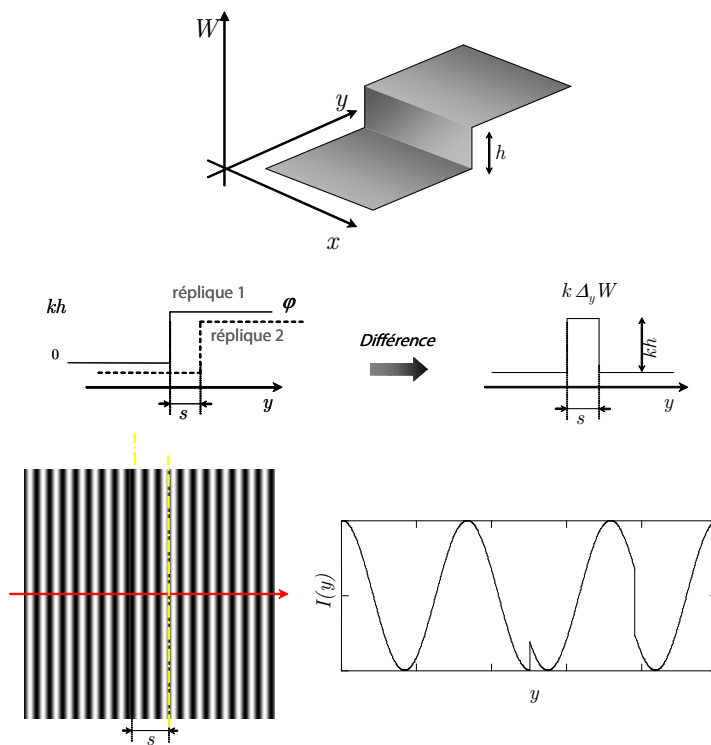 W
y
h
x
kh
réplique 1
φ
réplique 2
0
s
y
Différence
k Δ_y W
kh
s
y
s
I(y)
y